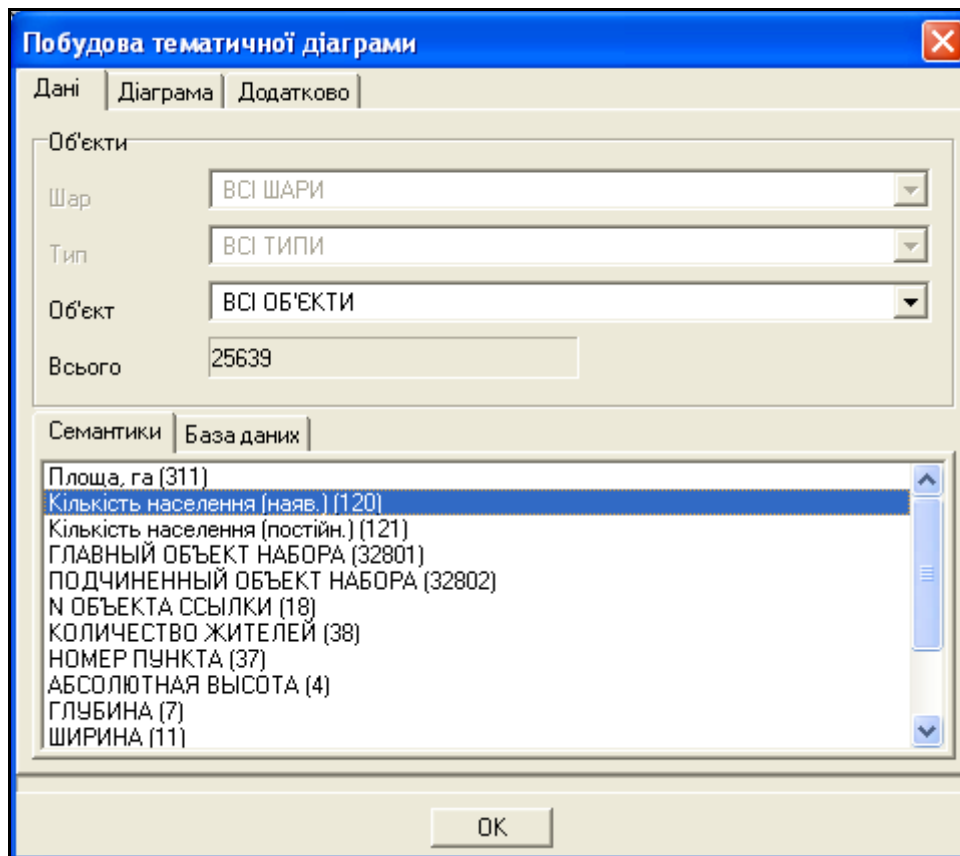 Побудова тематичної діаграми
Дані Діаграма Додатково
Об'єкти
Шар ВСІ ШАРИ
Тип ВСІ ТИПИ
Об'єкт ВСІ ОБ'ЄКТИ
Всього 25639
Семантики База даних
Площа, га (311)
Кількість населення (наяв.) (120)
Кількість населення (постійн.) (121)
ГЛАВНЫЙ ОБЪЕКТ НАБОРА (32801)
ПОДЧИНЕННЫЙ ОБЪЕКТ НАБОРА (32802)
N ОБЪЕКТА ССЫЛКИ (18)
КОЛИЧЕСТВО ЖИТЕЛЕЙ (38)
НОМЕР ПУНКТА (37)
АБСОЛЮТНАЯ ВЫСОТА (4)
ГЛУБИНА (7)
ШИРИНА (11)
OK